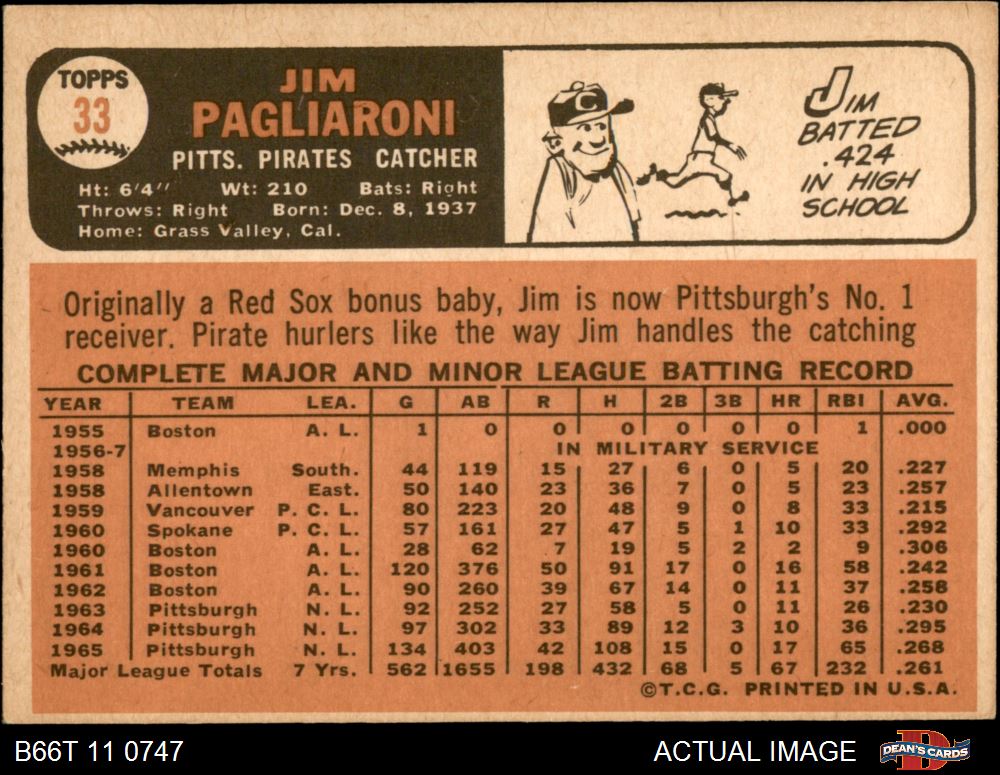 TOPPS
33
JIM
PAGLIARONI
PITTS. PIRATES CATCHER
Ht: 6'4" Wt: 210 Bats: Right
Throws: Right Born: Dec. 8, 1937
Home: Grass Valley, Cal.
C
JIM
BATTED
.424
IN HIGH
SCHOOL
Originally a Red Sox bonus baby, Jim is now Pittsburgh's No. 1
receiver. Pirate hurlers like the way Jim handles the catching
COMPLETE MAJOR AND MINOR LEAGUE BATTING RECORD
YEAR TEAM LEA. G AB R H 2B 3B HR RBI AVG.
1955 Boston A. L. 1 0 0 0 0 0 0 1 .000
1956-7 IN MILITARY SERVICE
1958 Memphis South. 44 119 15 27 6 0 5 20 .227
1958 Allentown East. 50 140 23 36 7 0 5 23 .257
1959 Vancouver P. C. L. 80 223 20 48 9 0 8 33 .215
1960 Spokane P. C. L. 57 161 27 47 5 1 10 33 .292
1960 Boston A. L. 28 62 7 19 5 2 2 9 .306
1961 Boston A. L. 120 376 50 91 17 0 16 58 .242
1962 Boston A. L. 90 260 39 67 14 0 11 37 .258
1963 Pittsburgh N. L. 92 252 27 58 5 0 11 26 .230
1964 Pittsburgh N. L. 97 302 33 89 12 3 10 36 .295
1965 Pittsburgh N. L. 134 403 42 108 15 0 17 65 .268
Major League Totals 7 Yrs. 562 1655 198 432 68 5 67 232 .261
©T.C.G. PRINTED IN U.S.A.
B66T 11 0747 ACTUAL IMAGE
DEAN'S CARDS